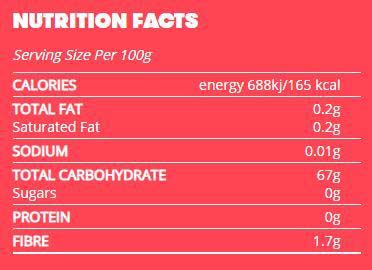 NUTRITION FACTS
Serving Size Per 100g
CALORIES energy 688kj/165 kcal
TOTAL FAT 0.2g
Saturated Fat 0.2g
SODIUM 0.01g
TOTAL CARBOHYDRATE 67g
Sugars 0g
PROTEIN 0g
FIBRE 1.7g